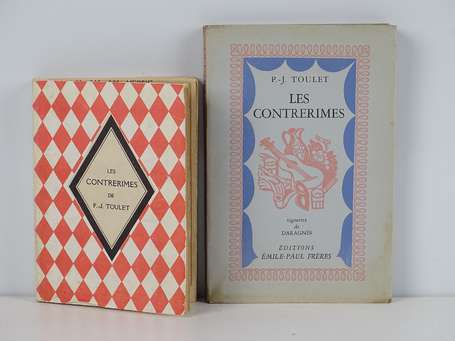 LES
CONTRERIMES
DE
P.-J. TOULET
P.-J TOULET
LES
CONTRERIMES
vignettes
de
DARAGNÈS
ÉDITIONS
ÉMILE-PAUL FRÈRES